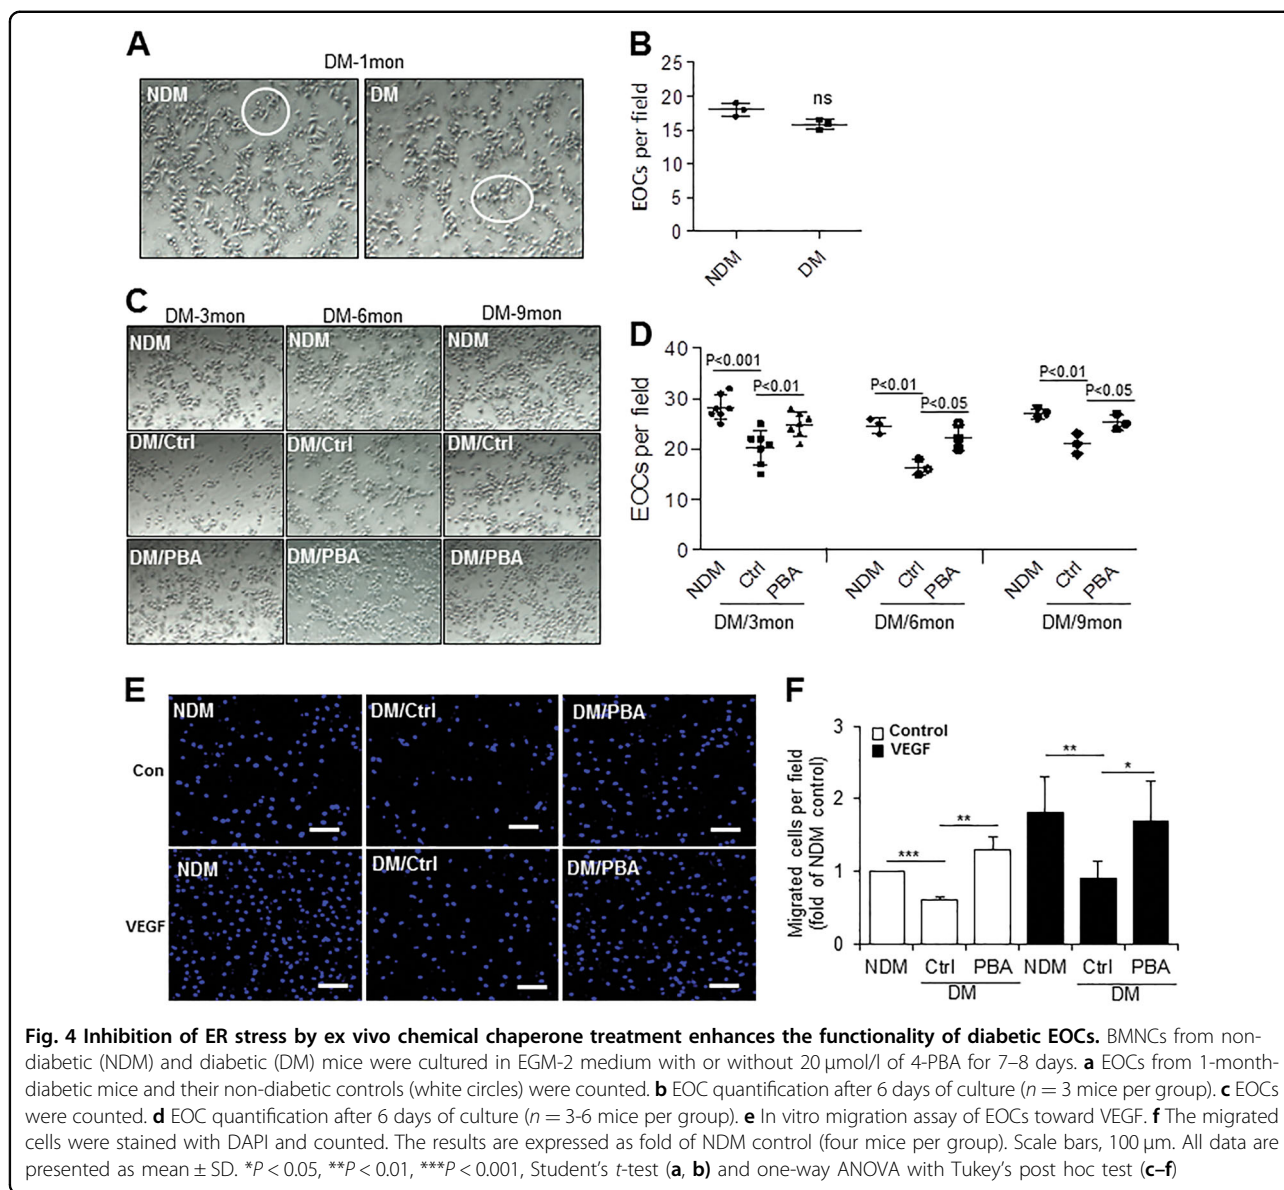 A
DM-1mon
NDM
DM
B
EOCs per field
25
20
15
10
5
0
ns
NDM
DM
C
DM-3mon
DM-6mon
DM-9mon
NDM
NDM
NDM
DM/Ctrl
DM/Ctrl
DM/Ctrl
DM/PBA
DM/PBA
DM/PBA
D
EOCs per field
40
30
20
10
0
P<0.001
P<0.01
P<0.01
P<0.05
P<0.01
P<0.05
NDM
Ctrl
PBA
NDM
Ctrl
PBA
NDM
Ctrl
PBA
DM/3mon
DM/6mon
DM/9mon
E
Con
NDM
DM/Ctrl
DM/PBA
VEGF
NDM
DM/Ctrl
DM/PBA
F
Migrated cells per field
(fold of NDM control)
3
2
1
0
Control
VEGF
***
**
**
*
NDM
Ctrl
PBA
NDM
Ctrl
PBA
DM
DM
Fig. 4 Inhibition of ER stress by ex vivo chemical chaperone treatment enhances the functionality of diabetic EOCs. BMNCs from non-
diabetic (NDM) and diabetic (DM) mice were cultured in EGM-2 medium with or without 20 µmol/l of 4-PBA for 7–8 days. a EOCs from 1-month-
diabetic mice and their non-diabetic controls (white circles) were counted. b EOC quantification after 6 days of culture (n = 3 mice per group). c EOCs
were counted. d EOC quantification after 6 days of culture (n = 3-6 mice per group). e In vitro migration assay of EOCs toward VEGF. f The migrated
cells were stained with DAPI and counted. The results are expressed as fold of NDM control (four mice per group). Scale bars, 100 µm. All data are
presented as mean ± SD. *P < 0.05, **P < 0.01, ***P < 0.001, Student's t-test (a, b) and one-way ANOVA with Tukey's post hoc test (c–f)